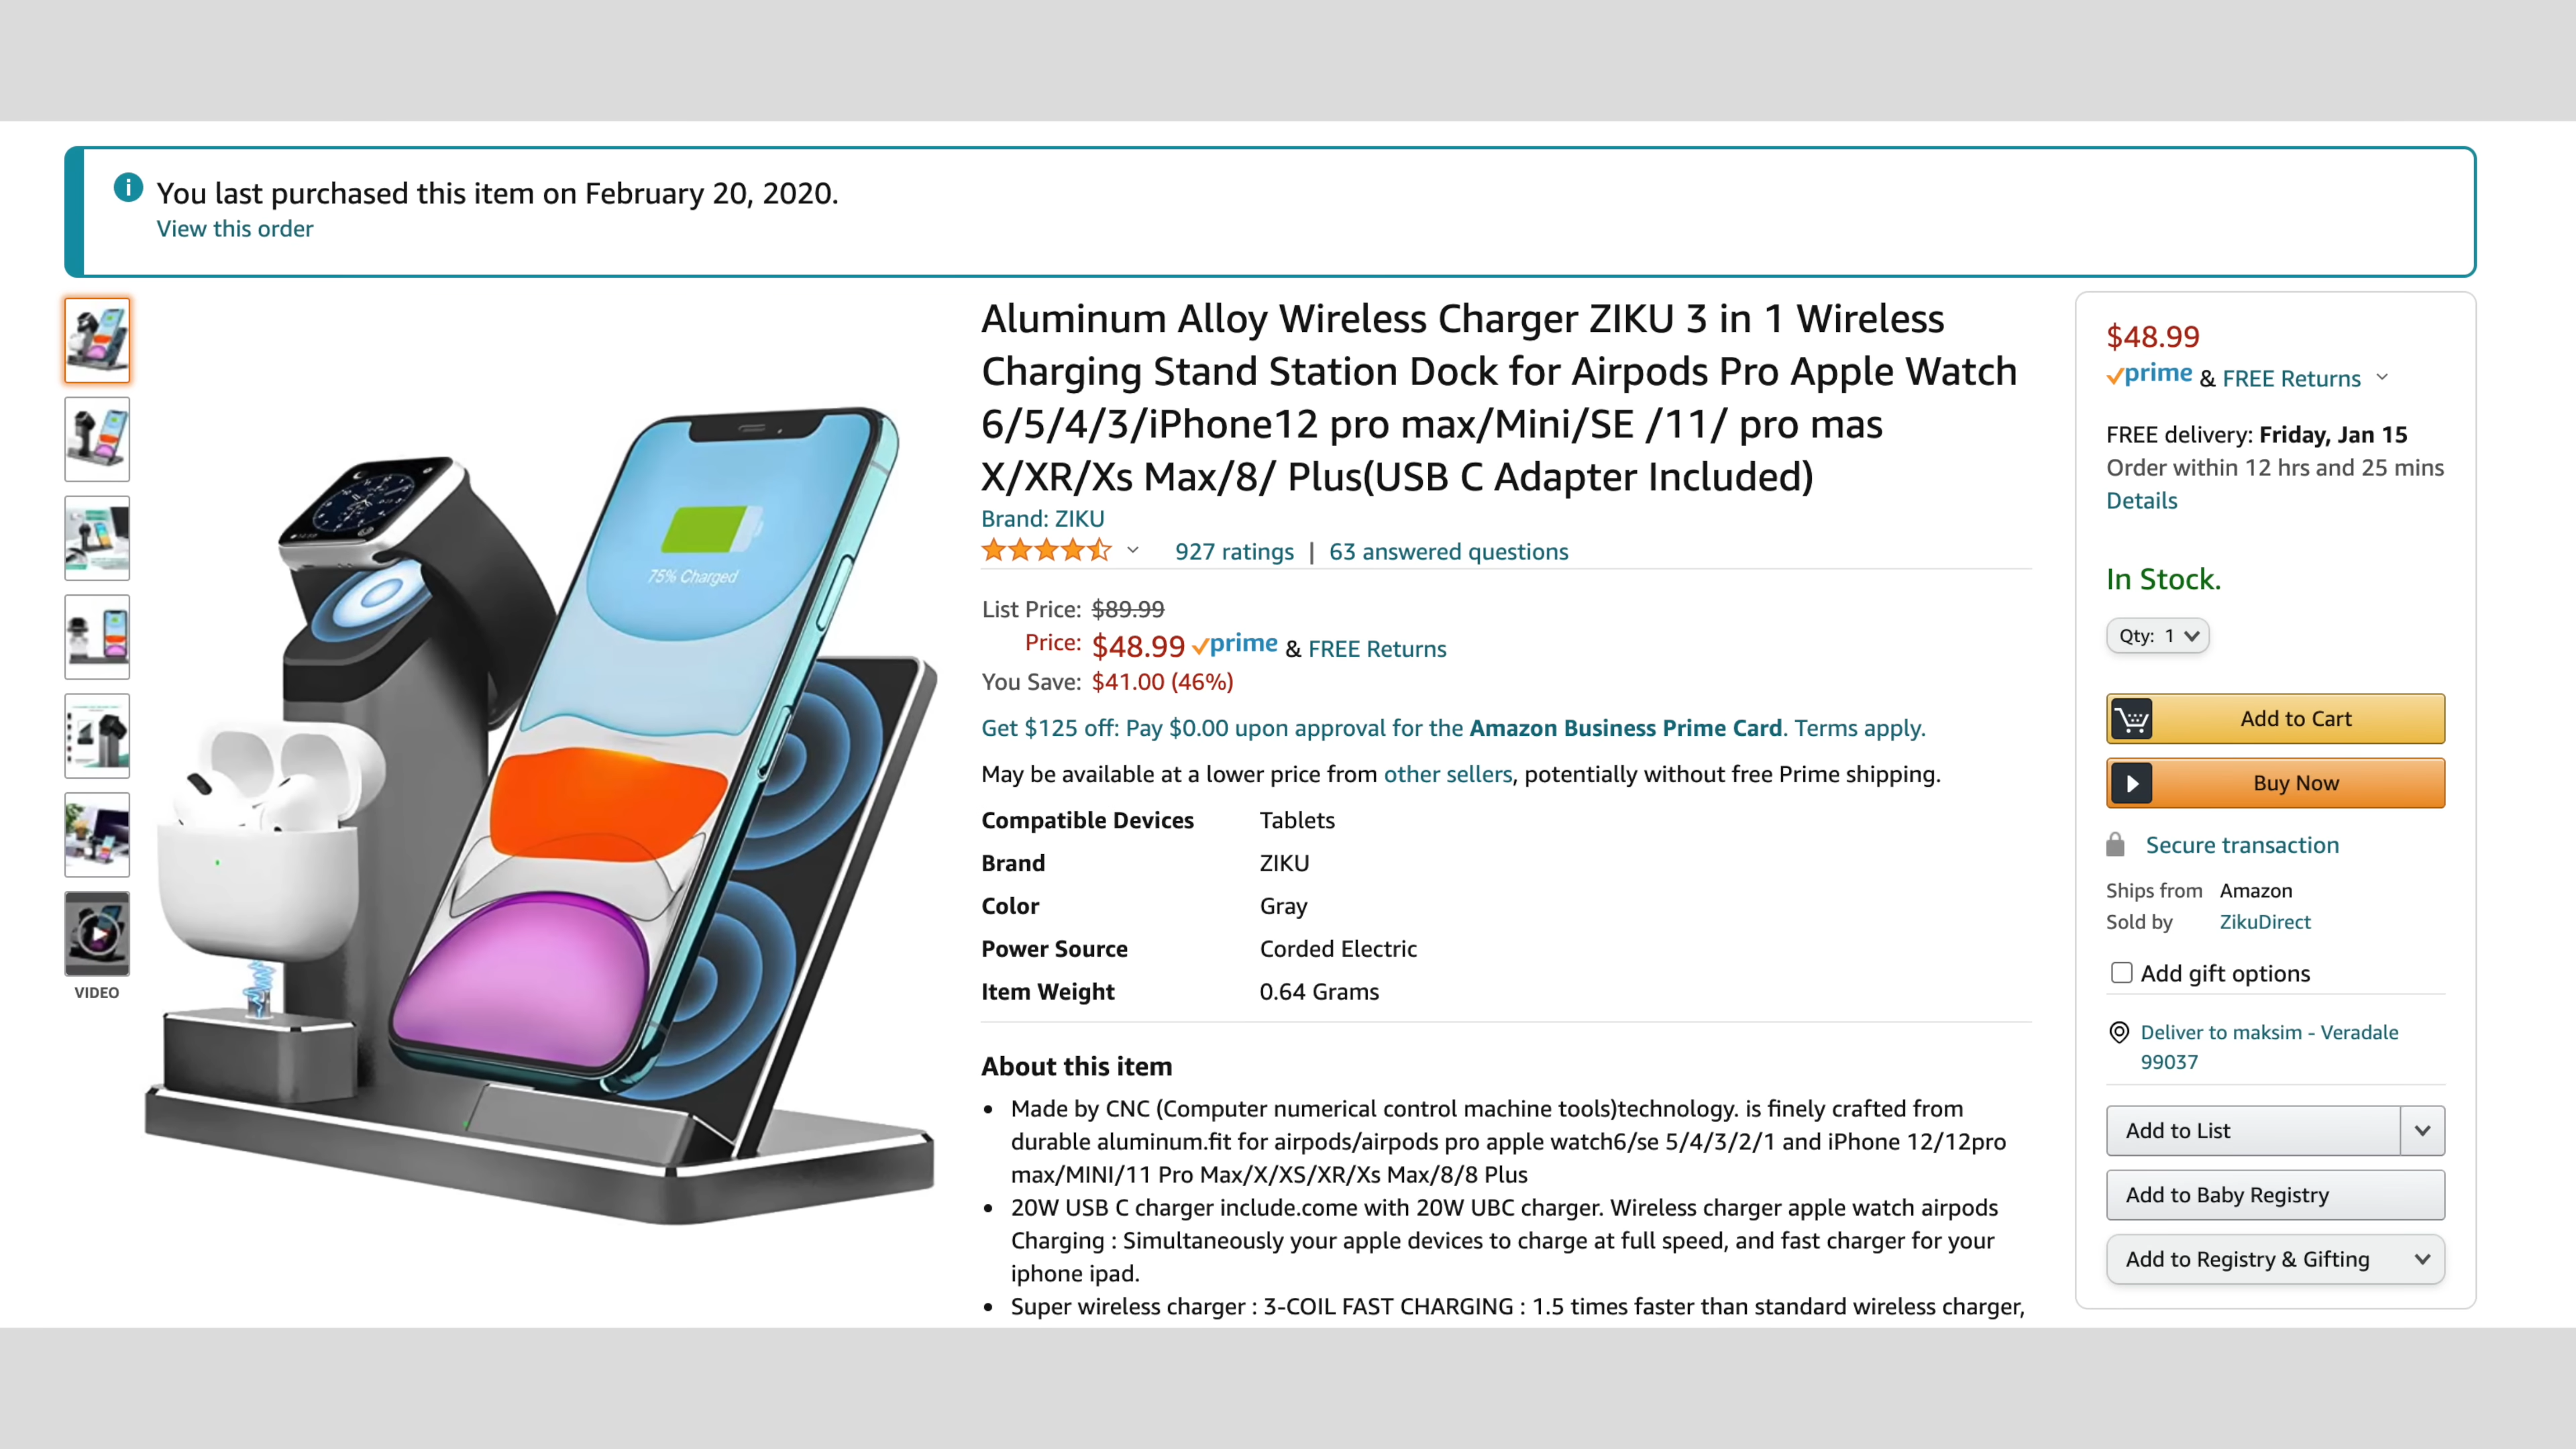 You last purchased this item on February 20, 2020.
View this order
VIDEO
75% Charged
Aluminum Alloy Wireless Charger ZIKU 3 in 1 Wireless
Charging Stand Station Dock for Airpods Pro Apple Watch
6/5/4/3/iPhone12 pro max/Mini/SE /11/ pro mas
X/XR/Xs Max/8/ Plus(USB C Adapter Included)
Brand: ZIKU
927 ratings | 63 answered questions
List Price: $89.99
Price: $48.99 prime & FREE Returns
You Save: $41.00 (46%)
Get $125 off: Pay $0.00 upon approval for the Amazon Business Prime Card. Terms apply.
May be available at a lower price from other sellers, potentially without free Prime shipping.
Compatible Devices Tablets
Brand ZIKU
Color Gray
Power Source Corded Electric
Item Weight 0.64 Grams
About this item
• Made by CNC (Computer numerical control machine tools)technology. is finely crafted from
durable aluminum.fit for airpods/airpods pro apple watch6/se 5/4/3/2/1 and iPhone 12/12pro
max/MINI/11 Pro Max/X/XS/XR/Xs Max/8/8 Plus
• 20W USB C charger include.come with 20W UBC charger. Wireless charger apple watch airpods
Charging : Simultaneously your apple devices to charge at full speed, and fast charger for your
iphone ipad.
• Super wireless charger : 3-COIL FAST CHARGING : 1.5 times faster than standard wireless charger,
$48.99
prime & FREE Returns
FREE delivery: Friday, Jan 15
Order within 12 hrs and 25 mins
Details
In Stock.
Qty: 1
Add to Cart
Buy Now
Secure transaction
Ships from Amazon
Sold by ZikuDirect
Add gift options
Deliver to maksim - Veradale
99037
Add to List
Add to Baby Registry
Add to Registry & Gifting